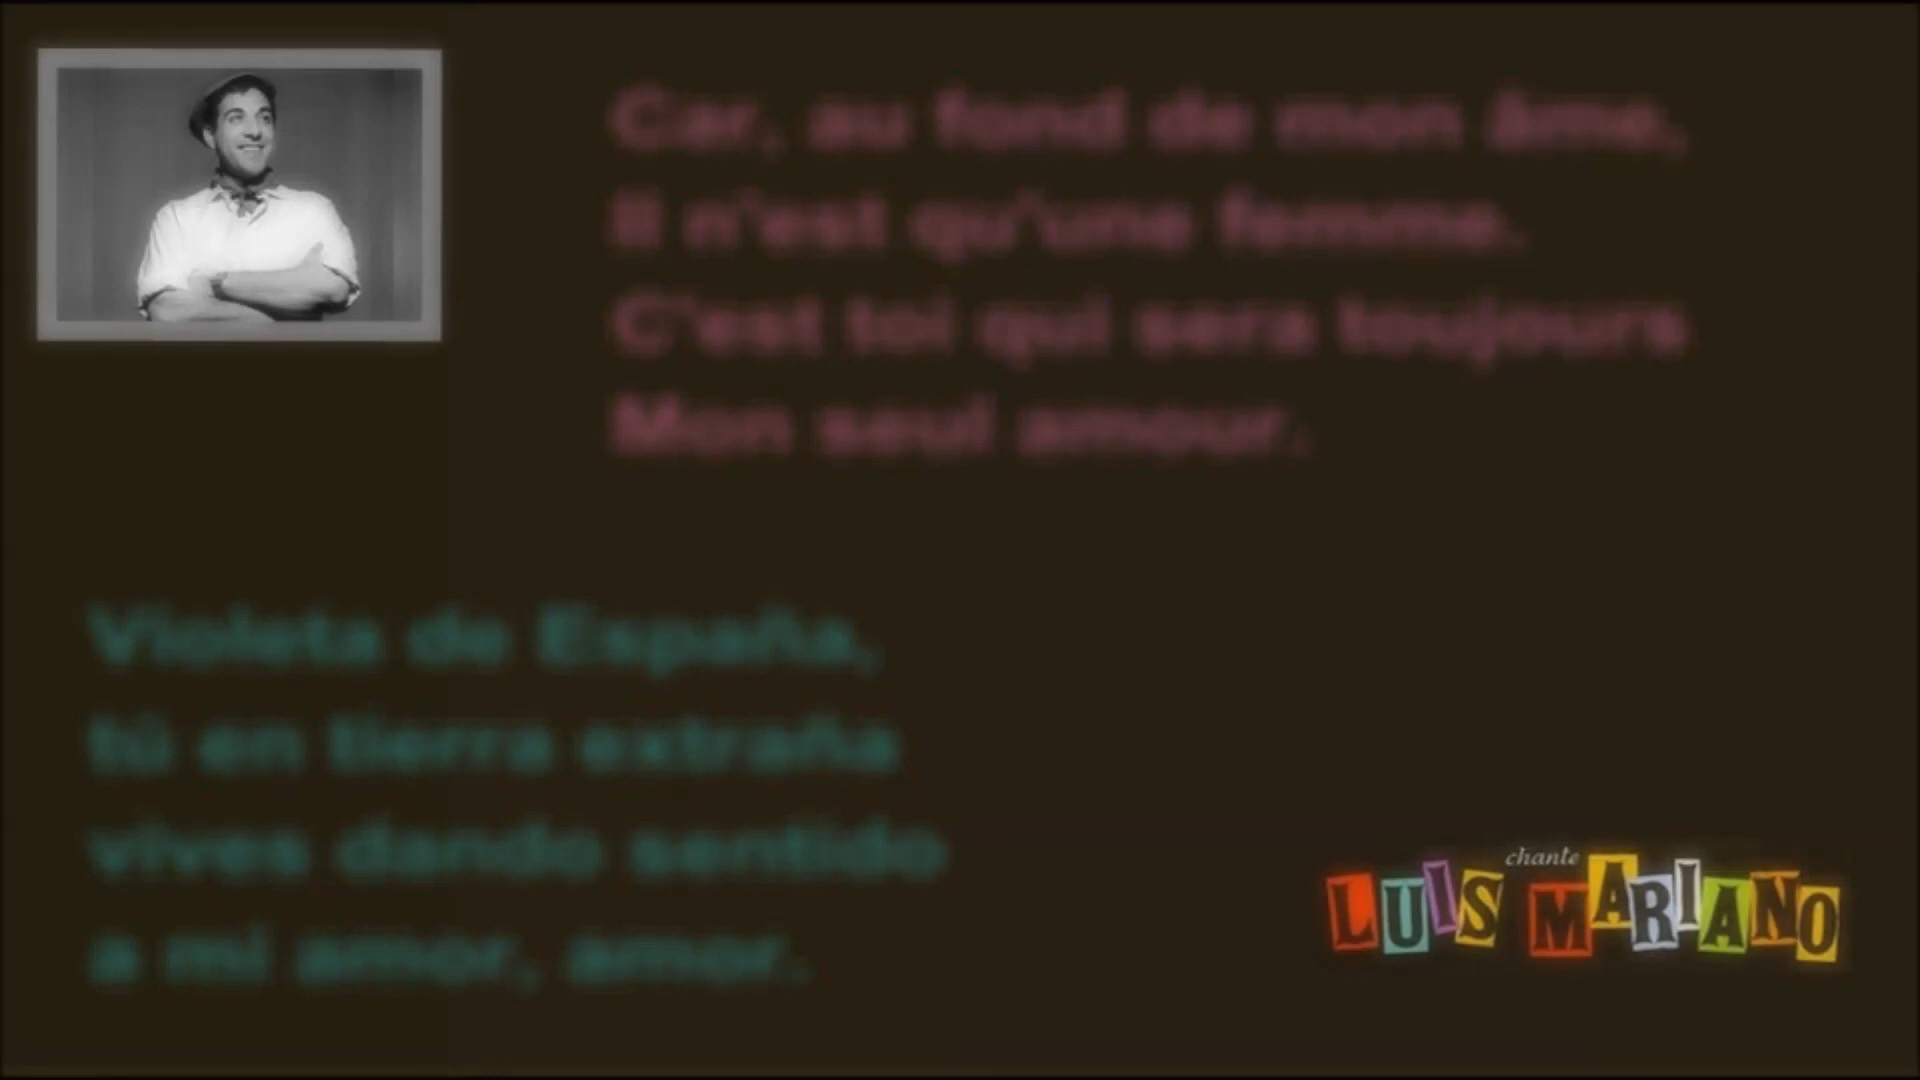 Car, au fond de mon âme,
Il n'est qu'une femme.
C'est toi qui sera toujours
Mon seul amour.
Violeta de España,
tú en tierra extraña
vives dando sentido
a mi amor, amor.
chante
LUIS MARIANO